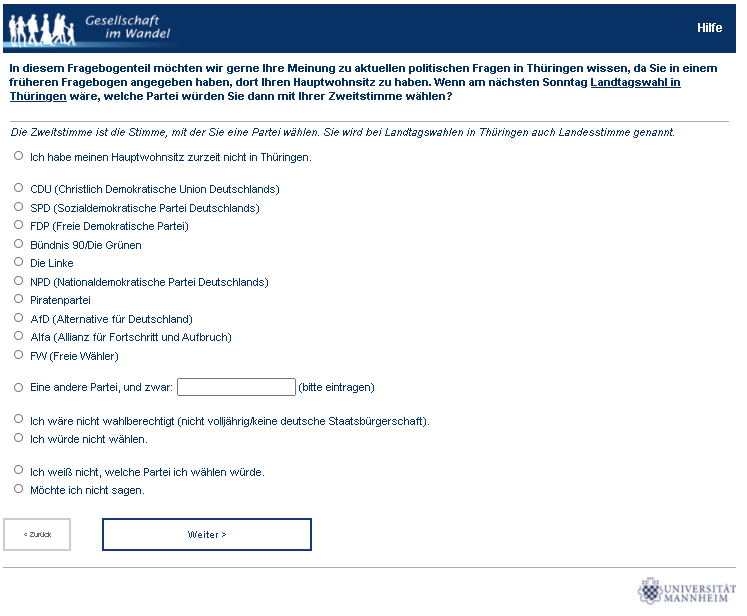 Gesellschaft
im Wandel
Hilfe
In diesem Fragebogenteil möchten wir gerne Ihre Meinung zu aktuellen politischen Fragen in Thüringen wissen, da Sie in einem
früheren Fragebogen angegeben haben, dort Ihren Hauptwohnsitz zu haben. Wenn am nächsten Sonntag Landtagswahl in
Thüringen wäre, welche Partei würden Sie dann mit Ihrer Zweitstimme wählen?
Die Zweitstimme ist die Stimme, mit der Sie eine Partei wählen. Sie wird bei Landtagswahlen in Thüringen auch Landesstimme genannt.
Ich habe meinen Hauptwohnsitz zurzeit nicht in Thüringen.
CDU (Christlich Demokratische Union Deutschlands)
SPD (Sozialdemokratische Partei Deutschlands)
FDP (Freie Demokratische Partei)
Bündnis 90/Die Grünen
Die Linke
NPD (Nationaldemokratische Partei Deutschlands)
Piratenpartei
AfD (Alternative für Deutschland)
Alfa (Allianz für Fortschritt und Aufbruch)
FW (Freie Wähler)
Eine andere Partei, und zwar: (bitte eintragen)
Ich wäre nicht wahlberechtigt (nicht volljährig/keine deutsche Staatsbürgerschaft).
Ich würde nicht wählen.
Ich weiß nicht, welche Partei ich wählen würde.
Möchte ich nicht sagen.
< Zurück
Weiter >
UNIVERSITÄT
MANNHEIM